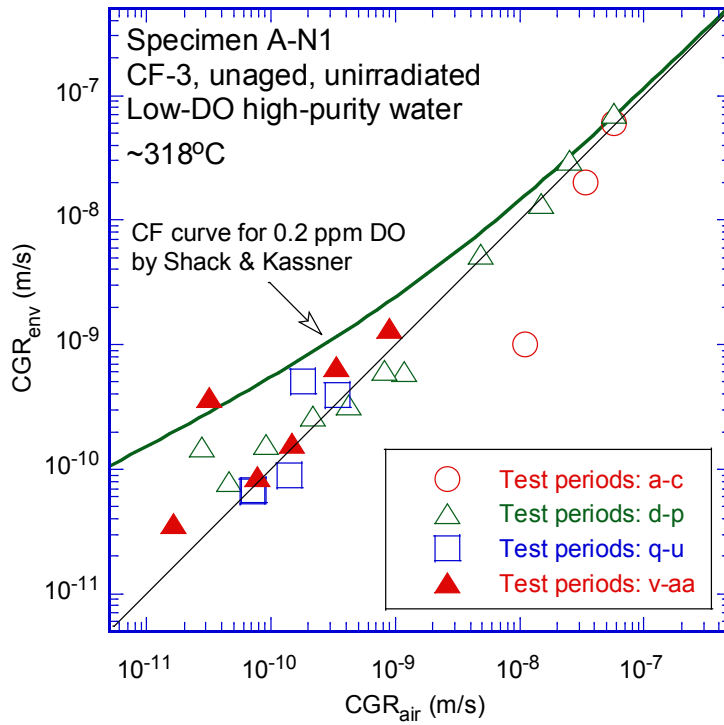 Specimen A-N1
CF-3, unaged, unirradiated
Low-DO high-purity water
~318°C
CF curve for 0.2 ppm DO
by Shack & Kassner
10⁻⁷
10⁻⁸
10⁻⁹
10⁻¹⁰
10⁻¹¹
CGRenv (m/s)
Test periods: a-c
Test periods: d-p
Test periods: q-u
Test periods: v-aa
10⁻¹¹ 10⁻¹⁰ 10⁻⁹ 10⁻⁸ 10⁻⁷
CGRair (m/s)